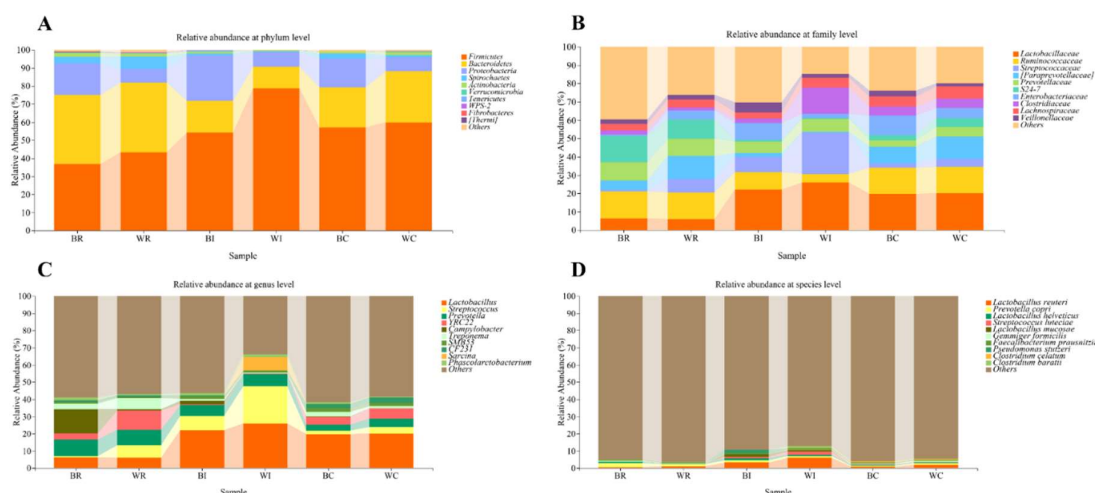 A
Relative abundance at phylum level
Relative Abundance (%)
100
90
80
70
60
50
40
30
20
10
0
BR WR BI WI BC WC
Sample
Firmicutes
Bacteroidetes
Proteobacteria
Spirochaetes
Actinobacteria
Verrucomicrobia
Tenericutes
WPS-2
Fibrobacteres
[Thermi]
Others
B
Relative abundance at family level
Relative Abundance (%)
100
90
80
70
60
50
40
30
20
10
0
BR WR BI WI BC WC
Sample
Lactobacillaceae
Ruminococcaceae
Streptococcaceae
[Paraprevotellaceae]
Prevotellaceae
S24-7
Enterobacteriaceae
Clostridiaceae
Lachnospiraceae
Veillonellaceae
Others
C
Relative abundance at genus level
Relative Abundance (%)
100
90
80
70
60
50
40
30
20
10
0
BR WR BI WI BC WC
Sample
Lactobacillus
Streptococcus
Prevotella
YRC22
Campylobacter
Treponema
SMB53
CF231
Sarcina
Phascolarctobacterium
Others
D
Relative abundance at species level
Relative Abundance (%)
100
90
80
70
60
50
40
30
20
10
0
BR WR BI WI BC WC
Sample
Lactobacillus reuteri
Prevotella copri
Lactobacillus helveticus
Streptococcus luteciae
Lactobacillus mucosae
Gemmiger formicilis
Faecalibacterium prausnitzii
Pseudomonas stutzeri
Clostridium celatum
Clostridium baratii
Others